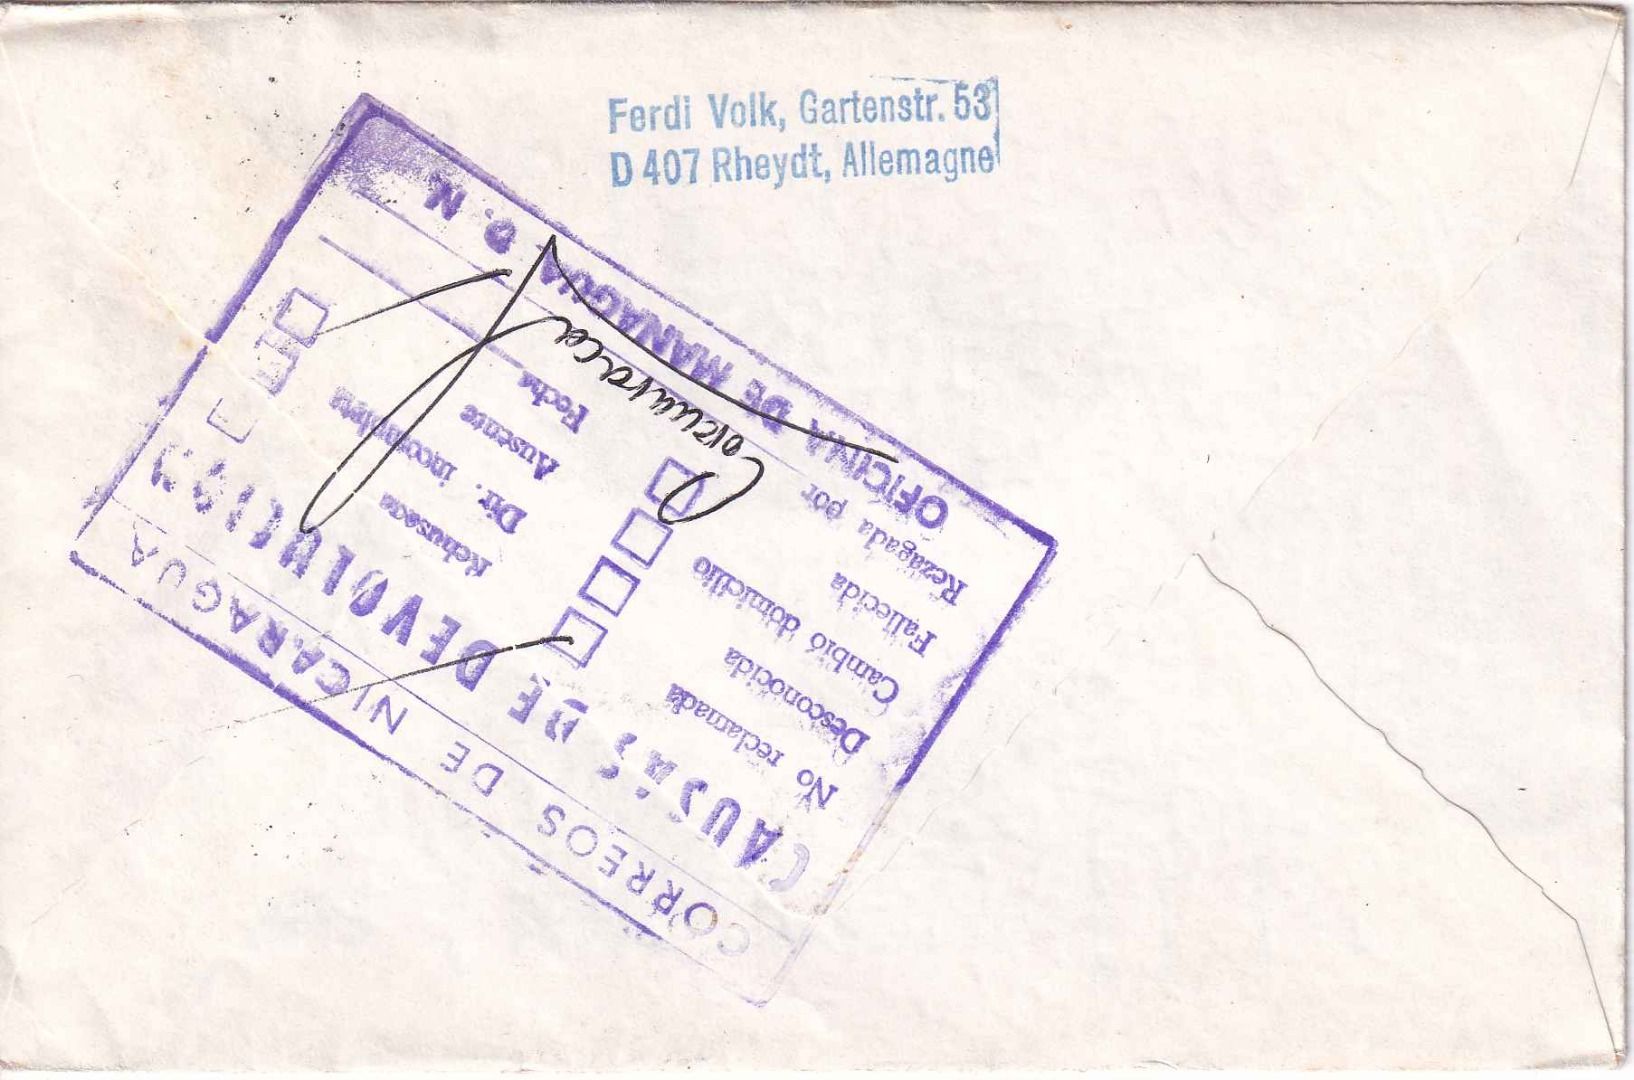 Ferdi Volk, Gartenstr. 53
D 407 Rheydt, Allemagne
CORREOS DE NICARAGUA
CAUSAS DE DEVOLUCION
No reclamada
Desconocida
Cambió domicilio
Fallecida
Rezagada por
Rehusada
Dir. incompleta
Ausente
Fecha
OFICINA DE MANAGUA D. N.